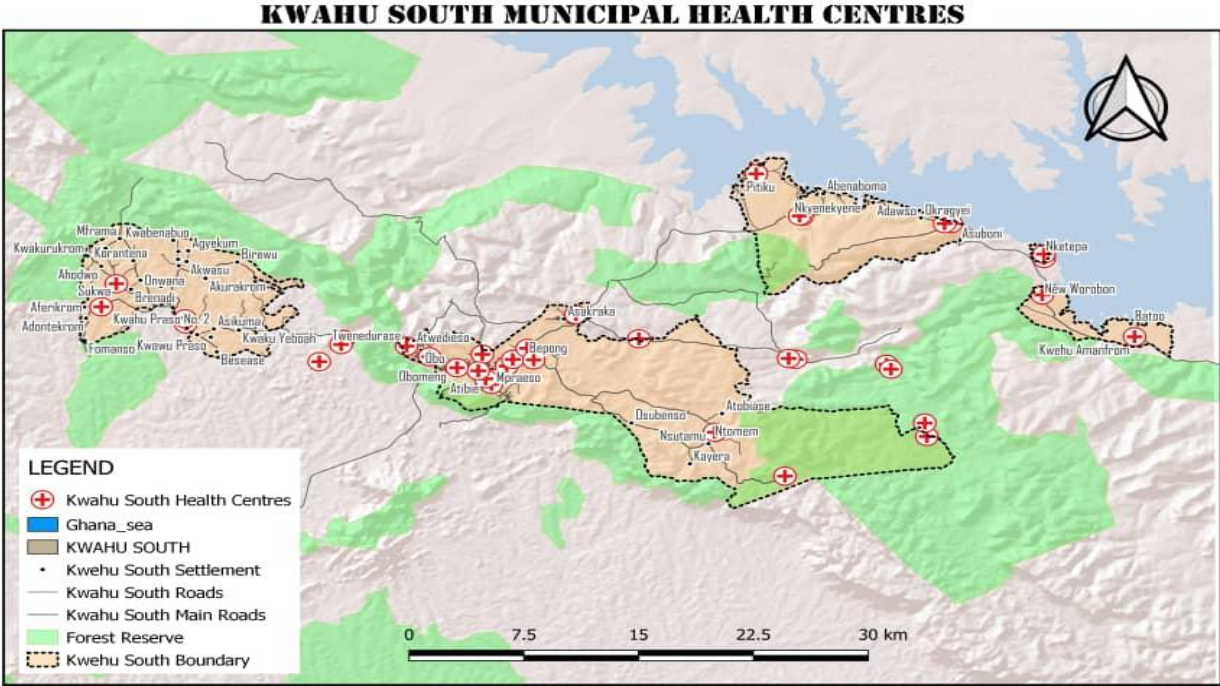 KWAHU SOUTH MUNICIPAL HEALTH CENTRES
Pitiku
Abenaboma
Nkyenekyene
Adawso
Okragyei
Asuboni
Mframa
Kwabenabuo
Kwakurukrom
Korantena
Agyekum
Birewu
Nketepa
Ahodwo
Onwana
Akwasu
Sukwa
Akurakrom
New Worobon
Brenadi
Aferikrom
Batoo
Adontekrom
Kwahu Praso No. 2
Asikuma
Asakraka
Kwaku Yeboah
Twenedurase
Atwedieso
Fomanso
Kwawu Praso
Besease
Obo
Bepong
Kwehu Amanfrom
Obomeng
Mpraeso
Atibie
Atobiase
Osubenso
Nsutamu
Ntomem
Kayera
LEGEND
Kwahu South Health Centres
Ghana_sea
KWAHU SOUTH
Kwehu South Settlement
Kwahu South Roads
Kwahu South Main Roads
Forest Reserve
Kwehu South Boundary
0 7.5 15 22.5 30 km